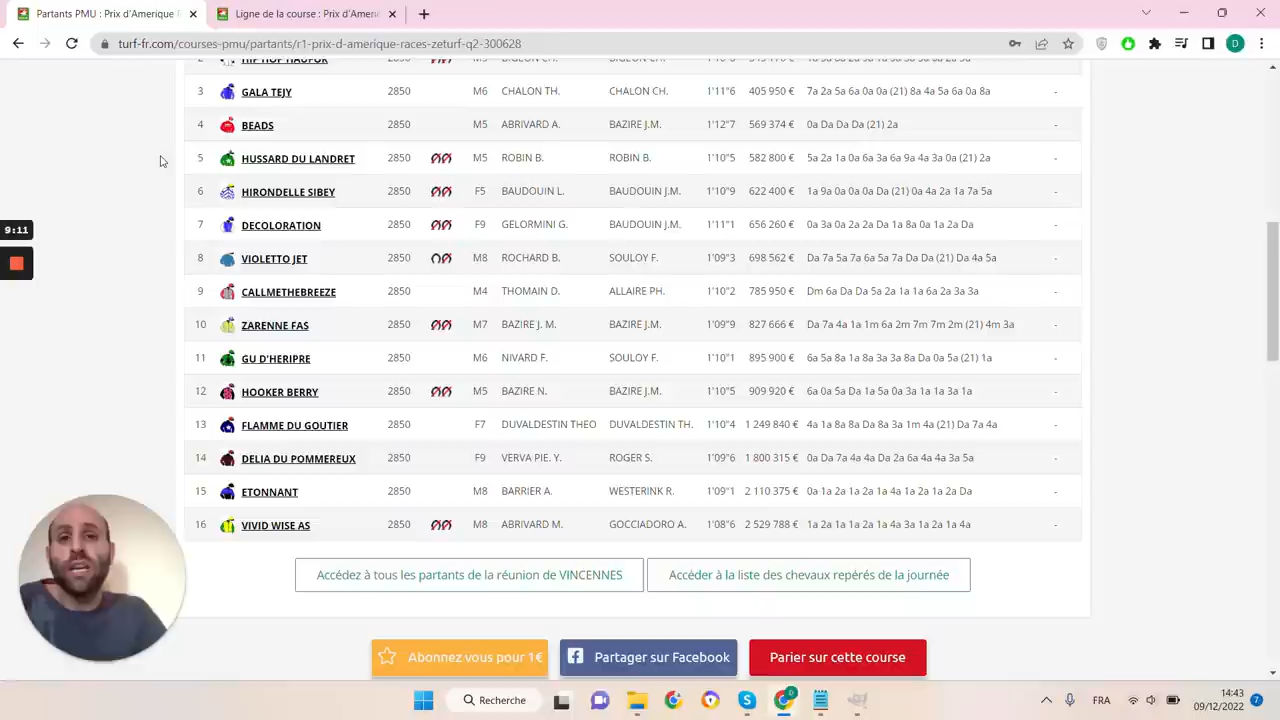 Partants PMU : Prix d'Amerique
Ligne de Jeux : Prix d'Amerique
turf-fr.com/courses-pmu/partants/r1-prix-d-amerique-races-zeturf-q2-300628
D
2 HIP HOP HAUFOR 2850
3 GALA TEJY 2850 M6 CHALON TH. CHALON CH. 1'11"6 405 950 € 7a 2a 5a 6a 0a 0a (21) 8a 4a 5a 6a 0a 8a -
4 BEADS 2850 M5 ABRIVARD A. BAZIRE J.M. 1'12"7 569 374 € 0a Da Da Da (21) 2a -
5 HUSSARD DU LANDRET 2850 M5 ROBIN B. ROBIN B. 1'10"5 582 800 € 5a 2a 1a 0a 6a 3a 6a 9a 4a 3a 0a (21) 2a -
6 HIRONDELLE SIBEY 2850 F5 BAUDOUIN L. BAUDOUIN J.M. 1'10"9 622 400 € 1a 9a 0a 0a 0a Da (21) 0a 4a 2a 1a 7a 5a -
7 DECOLORATION 2850 F9 GELORMINI G. BAUDOUIN J.M. 1'11"1 656 260 € 0a 3a 0a 2a 2a Da 1a 8a 0a 1a 2a Da -
8 VIOLETTO JET 2850 M8 ROCHARD B. SOULOY F. 1'09"3 698 562 € Da 7a 5a 7a 6a 5a 7a Da Da (21) Da 4a 5a -
9 CALLMETHEBREEZE 2850 M4 THOMAIN D. ALLAIRE PH. 1'10"2 785 950 € Dm 6a Da Da 5a 2a 1a 1a 6a 2a 3a 3a -
10 ZARENNE FAS 2850 M7 BAZIRE J. M. BAZIRE J.M. 1'09"9 827 666 € Da 7a 4a 1a 1m 6a 2m 7m 7m 2m (21) 4m 3a -
11 GU D'HERIPRE 2850 M6 NIVARD F. SOULOY F. 1'10"1 895 900 € 6a 5a 8a 1a 8a 3a 3a 8a Da Da 5a (21) 1a -
12 HOOKER BERRY 2850 M5 BAZIRE N. BAZIRE J.M. 1'10"5 909 920 € 6a 0a 5a Da 1a 5a 0a 3a 1a 1a 3a 1a -
13 FLAMME DU GOUTIER 2850 F7 DUVALDESTIN THEO DUVALDESTIN TH. 1'10"4 1 249 840 € 4a 1a 8a 8a Da 8a 3a 1m 4a (21) Da 7a 4a -
14 DELIA DU POMMEREUX 2850 F9 VERVA PIE. Y. ROGER S. 1'09"6 1 800 315 € 0a Da 7a 4a 4a Da 2a 6a 4a 4a 3a 5a -
15 ETONNANT 2850 M8 BARRIER A. WESTERINK R. 1'09"1 2 110 375 € 0a 1a 2a 1a 2a 1a 4a 1a 2a 1a 2a Da -
16 VIVID WISE AS 2850 M8 ABRIVARD M. GOCCIADORO A. 1'08"6 2 529 788 € 1a 2a 1a 1a 2a 1a 4a 3a 1a 2a 1a 4a -
9:11
Accédez à tous les partants de la réunion de VINCENNES
Accéder à la liste des chevaux repérés de la journée
Abonnez vous pour 1€
Partager sur Facebook
Parier sur cette course
Recherche
FRA
14:43
09/12/2022
7